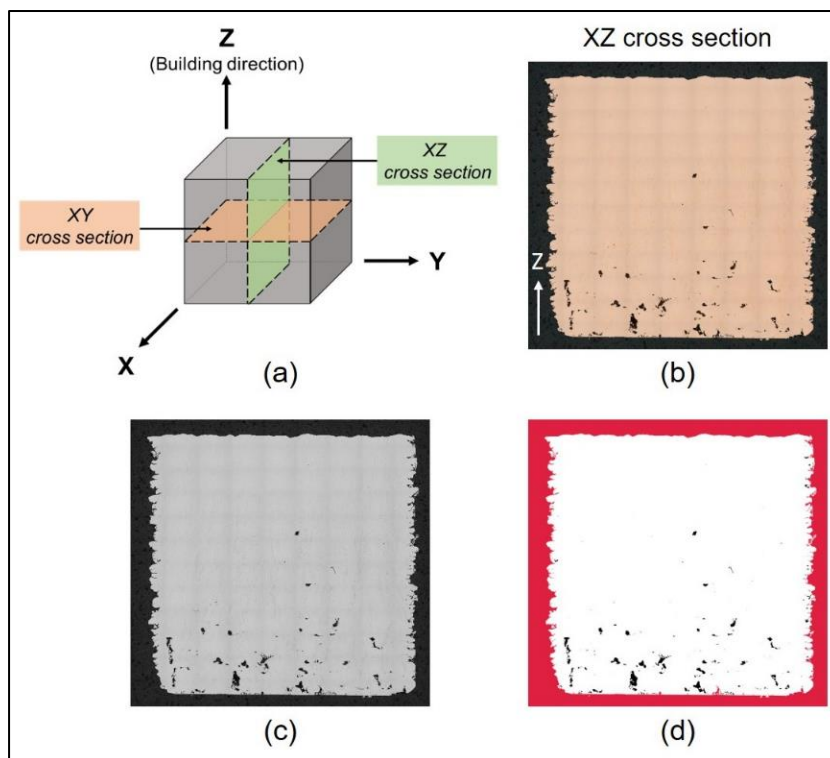 Z
(Building direction)
XZ
cross section
XY
cross section
Y
X
(a)
XZ cross section
Z
(b)
(c)
(d)